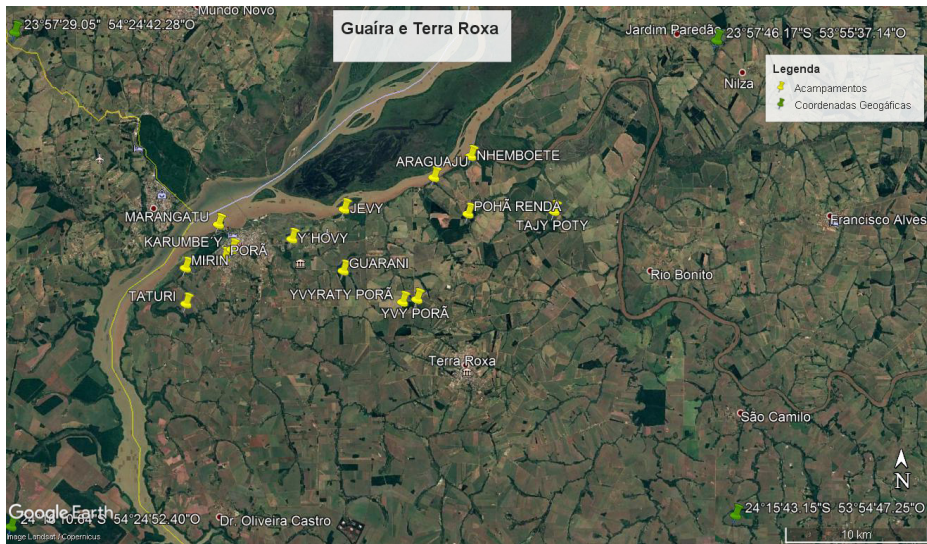 Mundo Novo
23°57'29.05" 54°24'42.28"O
Guaíra e Terra Roxa
Jardim Paredão
23°57'46.17"S 53°55'37.14"O
Nilza
Legenda
Acampamentos
Coordenadas Geogáficas
ARAGUAJU
NHEMBOETE
MARANGATU
JEVY
POHÃ RENDA
TAJY POTY
Francisco Alves
KARUMBE´Y
PORÃ
Y´HOVY
MIRIN
GUARANI
Rio Bonito
TATURI
YVYRATY PORÃ
YVY PORÃ
Terra Roxa
São Camilo
N
Google Earth
Image Landsat / Copernicus
54°24'52.40"O
Dr. Oliveira Castro
24°15'43.15"S 53°54'47.25"O
10 km